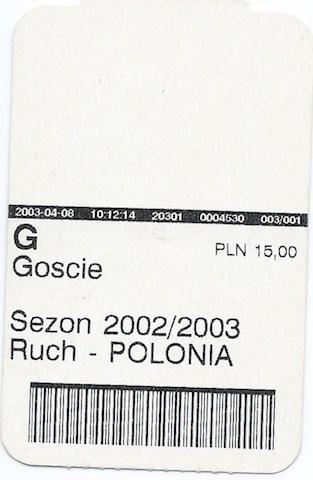 2003-04-08 10:12:14 20301 0004530 003/001
G
PLN 15,00
Goscie
Sezon 2002/2003
Ruch - POLONIA